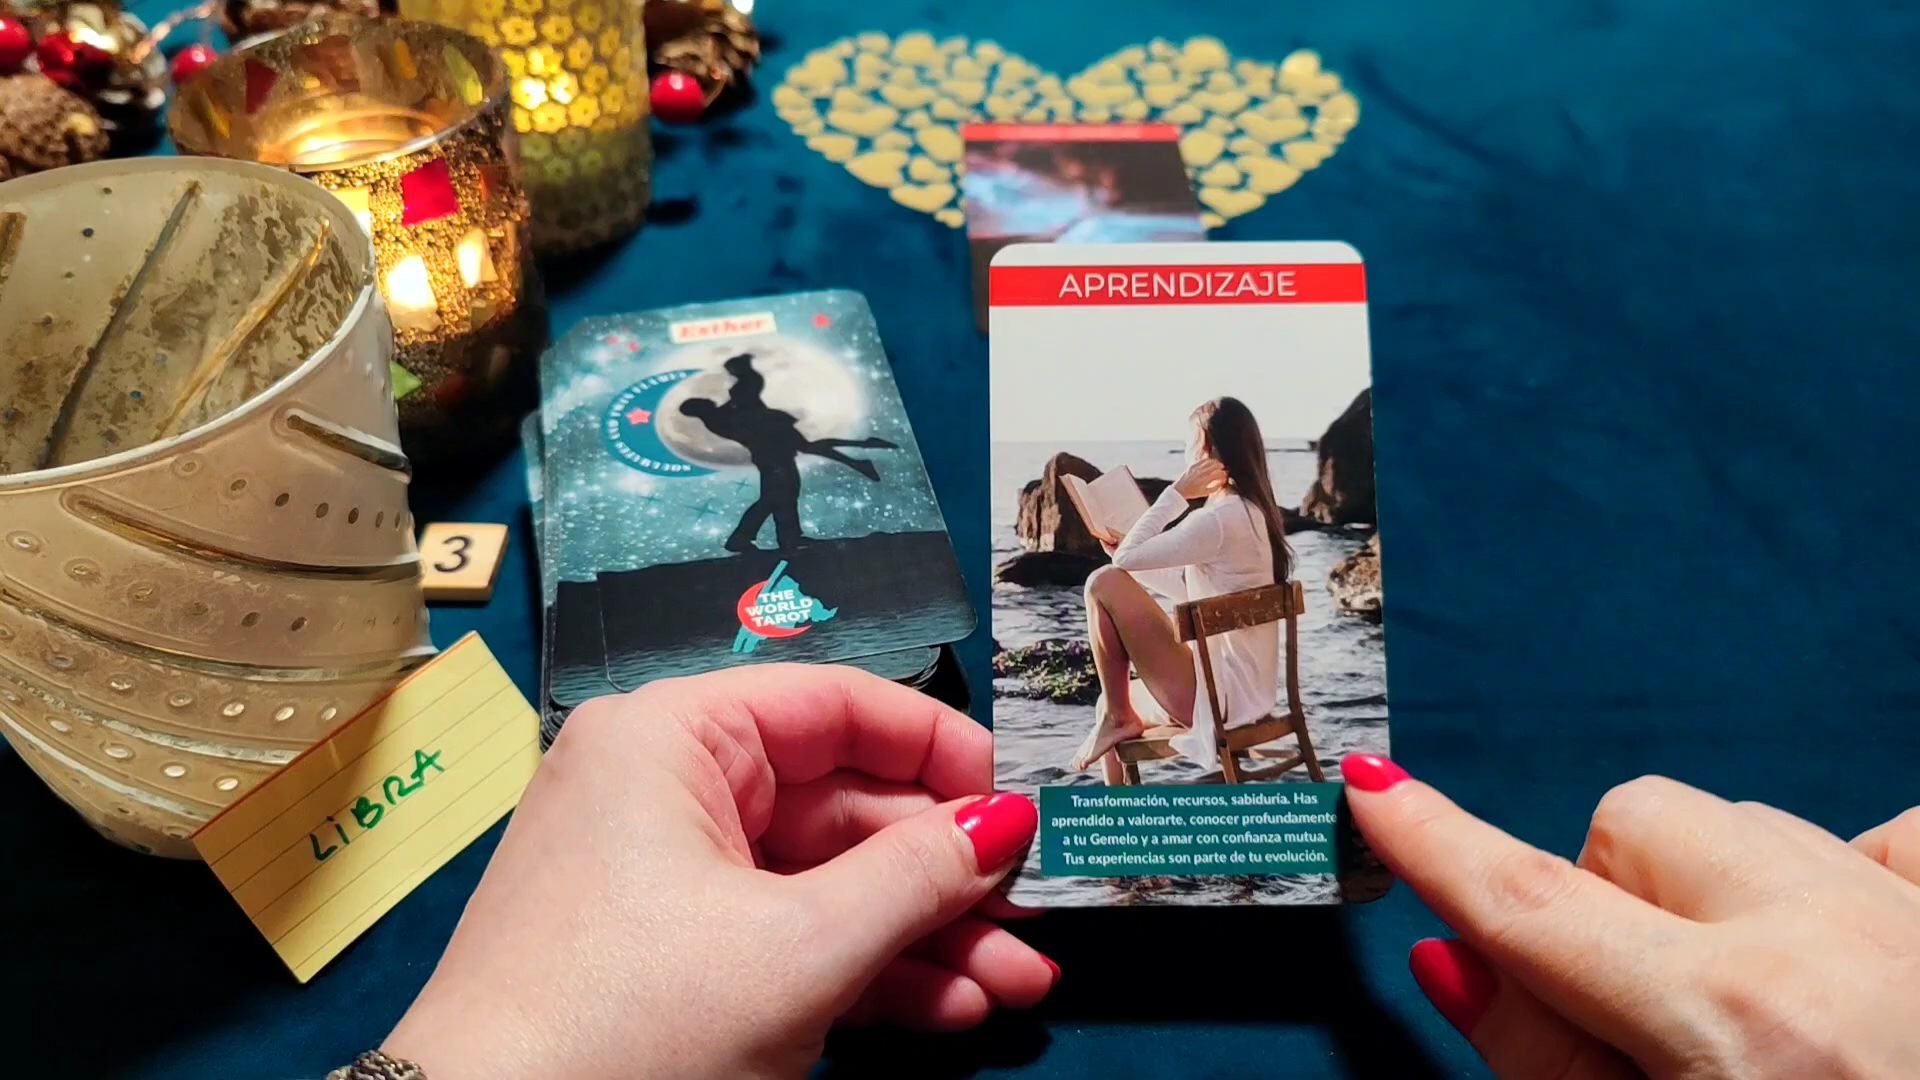 APRENDIZAJE
Esther
THE
WORLD
TAROT
3
LiBRA
Transformación, recursos, sabiduría. Has
aprendido a valorarte, conocer profundamente
a tu Gemelo y a amar con confianza mutua.
Tus experiencias son parte de tu evolución.